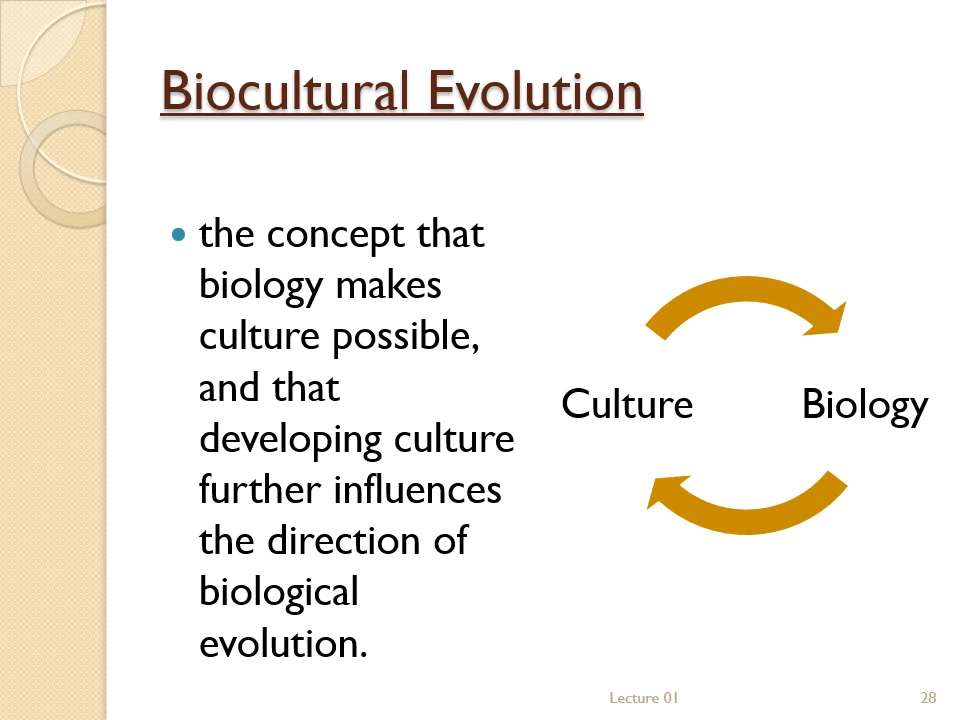 Biocultural Evolution
the concept that
biology makes
culture possible,
and that
developing culture
further influences
the direction of
biological
evolution.
Culture
Biology
Lecture 01
28